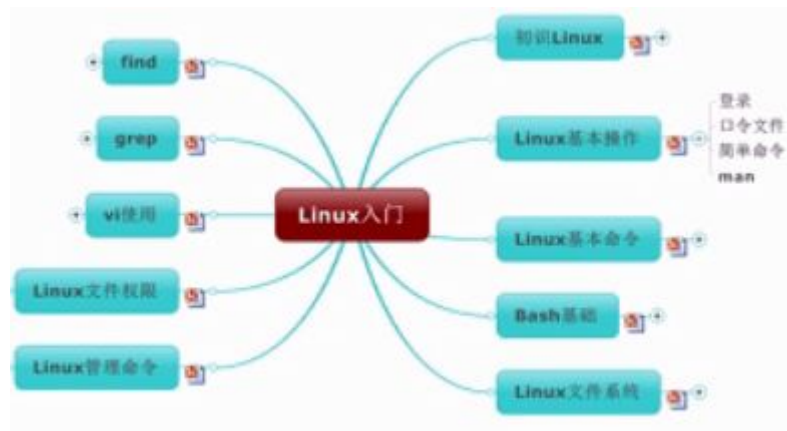 初识Linux
Linux基本操作
登录
口令文件
简单命令
man
Linux基本命令
Bash基础
Linux文件系统
Linux入门
find
grep
vi使用
Linux文件权限
Linux管理命令